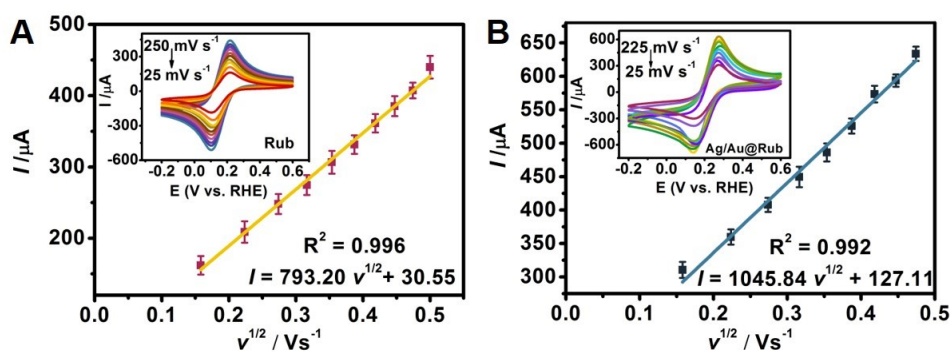 A
500
400
300
200
100
I /µA
0.0 0.1 0.2 0.3 0.4 0.5
v1/2 / Vs-1
R2 = 0.996
I = 793.20 v1/2 + 30.55
300
0
-300
-600
I /µA
-0.2 0.0 0.2 0.4 0.6
E (V vs. RHE)
250 mV s-1
25 mV s-1
Rub
B
650
600
550
500
450
400
350
300
I /µA
0.0 0.1 0.2 0.3 0.4 0.5
v1/2 / Vs-1
R2 = 0.992
I = 1045.84 v1/2 + 127.11
600
300
0
-300
-600
I /µA
-0.2 0.0 0.2 0.4 0.6
E (V vs. RHE)
225 mV s-1
25 mV s-1
Ag/Au@Rub